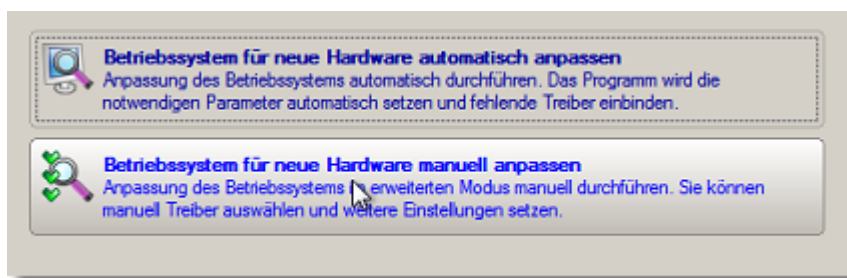 Betriebssystem für neue Hardware automatisch anpassen
Anpassung des Betriebssystems automatisch durchführen. Das Programm wird die
notwendigen Parameter automatisch setzen und fehlende Treiber einbinden.
Betriebssystem für neue Hardware manuell anpassen
Anpassung des Betriebssystems erweiterten Modus manuell durchführen. Sie können
manuell Treiber auswählen und weitere Einstellungen setzen.